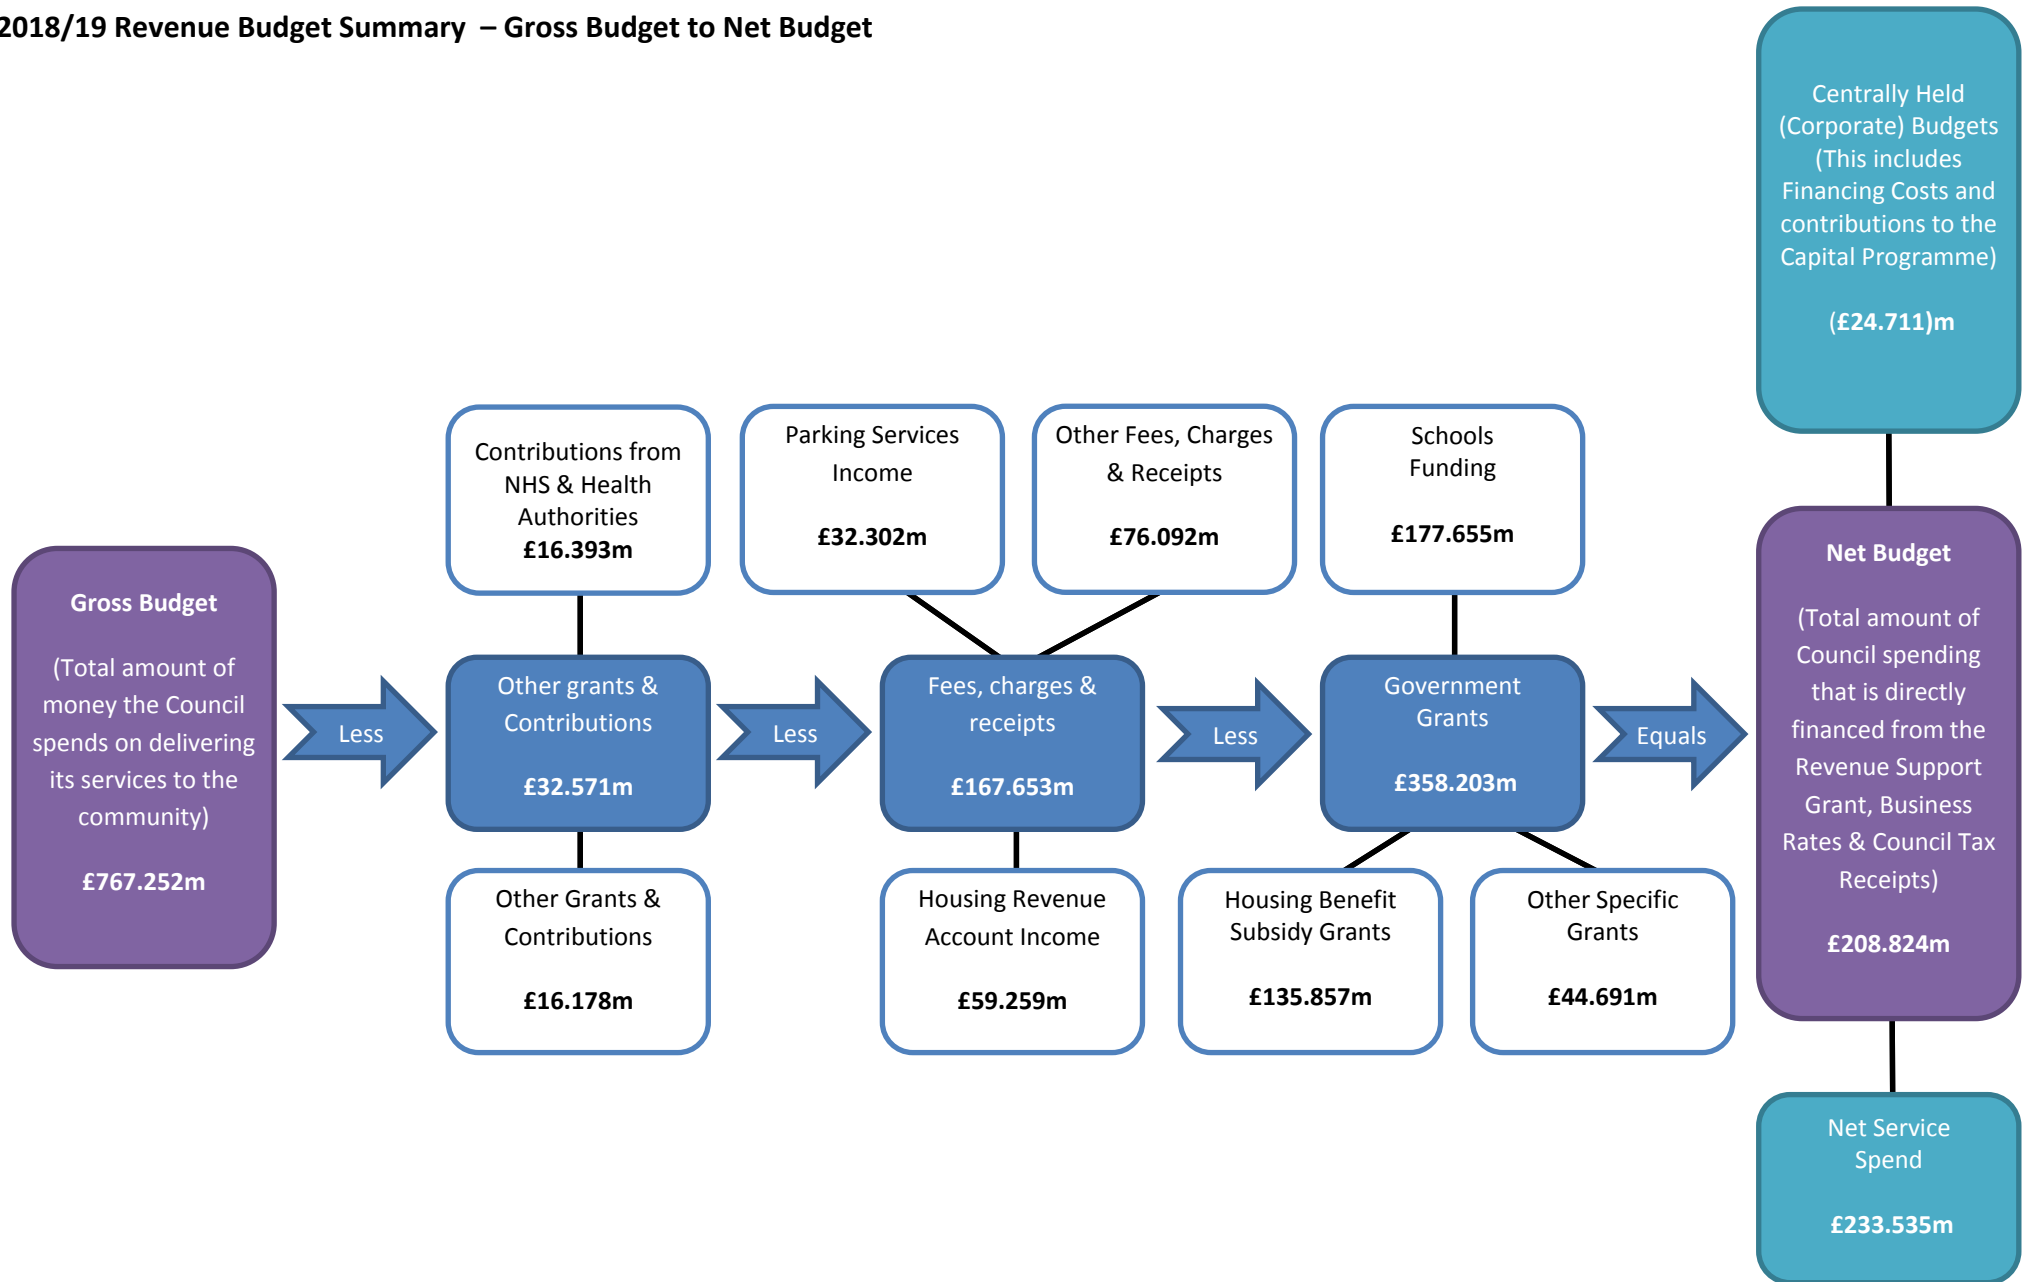 2018/19 Revenue Budget Summary – Gross Budget to Net Budget
Gross Budget
(Total amount of
money the Council
spends on delivering
its services to the
community)
£767.252m
Less
Contributions from
NHS & Health
Authorities
£16.393m
Other grants &
Contributions
£32.571m
Other Grants &
Contributions
£16.178m
Less
Parking Services
Income
£32.302m
Other Fees, Charges
& Receipts
£76.092m
Fees, charges &
receipts
£167.653m
Housing Revenue
Account Income
£59.259m
Less
Schools
Funding
£177.655m
Government
Grants
£358.203m
Housing Benefit
Subsidy Grants
£135.857m
Other Specific
Grants
£44.691m
Equals
Centrally Held
(Corporate) Budgets
(This includes
Financing Costs and
contributions to the
Capital Programme)
(£24.711)m
Net Budget
(Total amount of
Council spending
that is directly
financed from the
Revenue Support
Grant, Business
Rates & Council Tax
Receipts)
£208.824m
Net Service
Spend
£233.535m